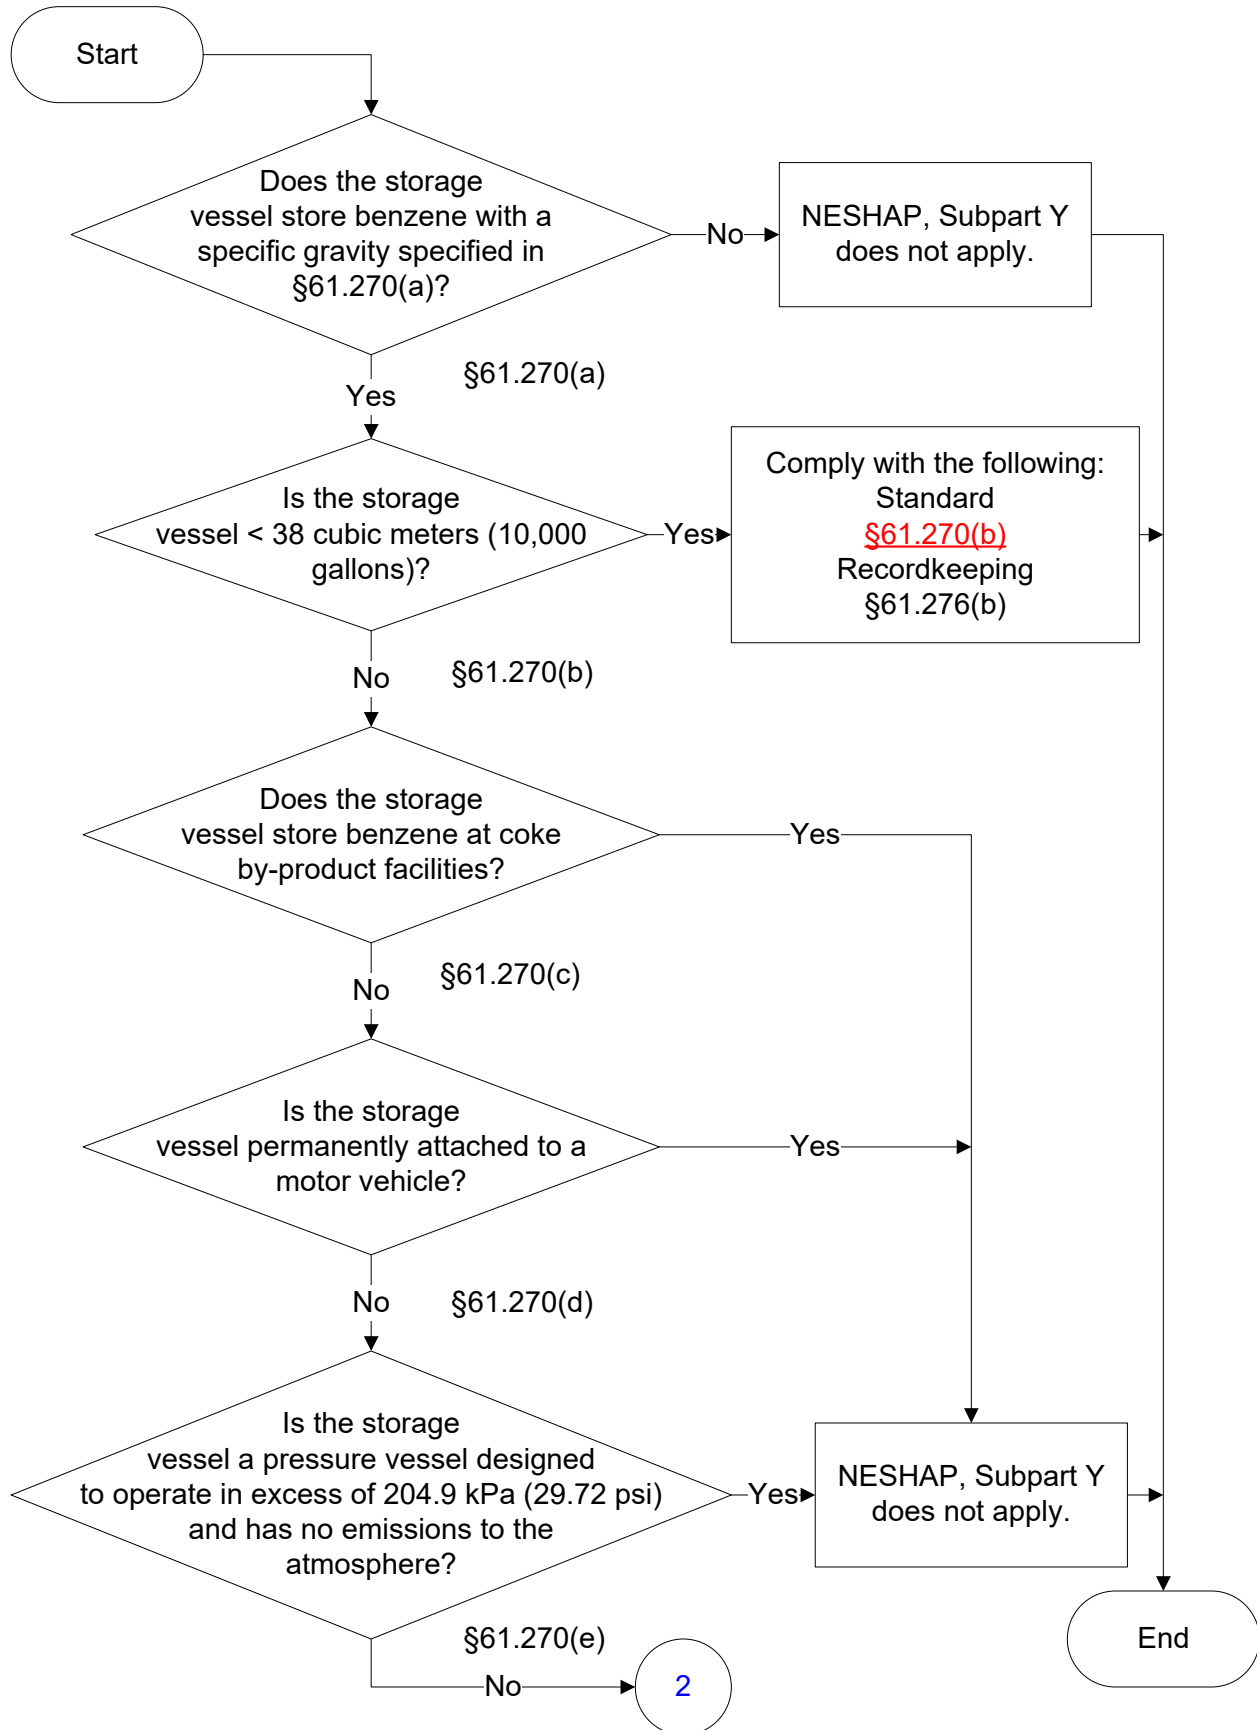 Start
Does the storage
vessel store benzene with a
specific gravity specified in
§61.270(a)?
No
NESHAP, Subpart Y
does not apply.
§61.270(a)
Yes
Is the storage
vessel < 38 cubic meters (10,000
gallons)?
Yes
Comply with the following:
Standard
§61.270(b)
Recordkeeping
§61.276(b)
§61.270(b)
No
Does the storage
vessel store benzene at coke
by-product facilities?
Yes
§61.270(c)
No
Is the storage
vessel permanently attached to a
motor vehicle?
Yes
No
§61.270(d)
Is the storage
vessel a pressure vessel designed
to operate in excess of 204.9 kPa (29.72 psi)
and has no emissions to the
atmosphere?
Yes
NESHAP, Subpart Y
does not apply.
§61.270(e)
No
2
End